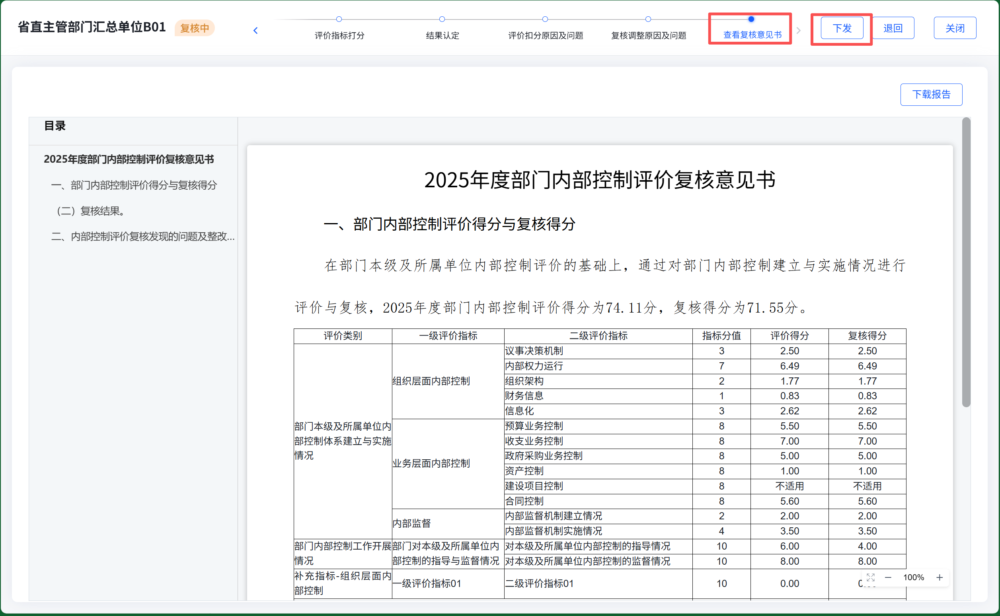 省直主管部门汇总单位B01 复核中
评价指标打分 结果认定 评价扣分原因及问题 复核调整原因及问题 查看复核意见书 下发 退回 关闭
下载报告
目录
2025年度部门内部控制评价复核意见书
一、部门内部控制评价得分与复核得分
（二）复核结果。
二、内部控制评价复核发现的问题及整改...
2025年度部门内部控制评价复核意见书
一、部门内部控制评价得分与复核得分
在部门本级及所属单位内部控制评价的基础上，通过对部门内部控制建立与实施情况进行
评价与复核，2025年度部门内部控制评价得分为74.11分，复核得分为71.55分。
评价类别 一级评价指标 二级评价指标 指标分值 评价得分 复核得分
部门本级及所属单位内
部控制体系建立与实施
情况
组织层面内部控制
议事决策机制 3 2.50 2.50
内部权力运行 7 6.49 6.49
组织架构 2 1.77 1.77
财务信息 1 0.83 0.83
信息化 3 2.62 2.62
业务层面内部控制
预算业务控制 8 5.50 5.50
收支业务控制 8 7.00 7.00
政府采购业务控制 8 5.00 5.00
资产控制 8 1.00 1.00
建设项目控制 8 不适用 不适用
合同控制 8 5.60 5.60
内部监督
内部监督机制建立情况 2 2.00 2.00
内部监督机制实施情况 4 3.50 3.50
部门内部控制工作开展
情况
部门对本级及所属单位内
部控制的指导与监督情况
对本级及所属单位内部控制的指导情况 10 6.00 4.00
对本级及所属单位内部控制的监督情况 10 8.00 8.00
补充指标-组织层面内
部控制
一级评价指标01 二级评价指标01 10 0.00
100%